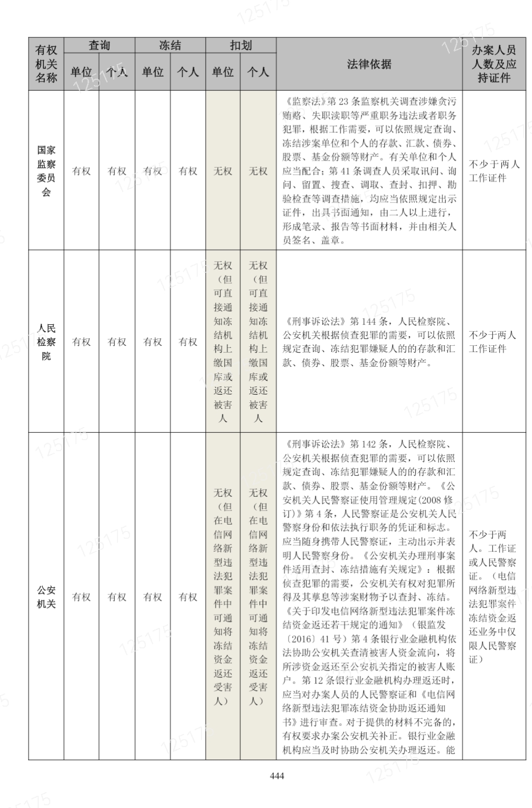 有权机关名称 查询 冻结 扣划 法律依据 办案人员人数及应持证件
单位 个人 单位 个人 单位 个人
国家监察委员会
有权 有权 有权 有权 无权 无权
《监察法》第 23 条监察机关调查涉嫌贪污
贿赂、失职渎职等严重职务违法或者职务
犯罪，根据工作需要，可以依照规定查询、
冻结涉案单位和个人的存款、汇款、债券、
股票、基金份额等财产。有关单位和个人
应当配合；第 41 条调查人员采取讯问、询
问、留置、搜查、调取、查封、扣押、勘
验检查等调查措施，均应当依照规定出示
证件，出具书面通知，由二人以上进行，
形成笔录、报告等书面材料，并由相关人
员签名、盖章。
不少于两人
工作证件
人民检察院
有权 有权 有权 有权
无权（但可直接通知冻结机构上缴国库或返还被害人
无权（但可直接通知冻结机构上缴国库或返还被害人
《刑事诉讼法》第 144 条，人民检察院、
公安机关根据侦查犯罪的需要，可以依照
规定查询、冻结犯罪嫌疑人的的存款和汇
款、债券、股票、基金份额等财产。
不少于两人
工作证件
公安机关
有权 有权 有权 有权
无权（但在电信网络新型违法犯罪案件中可通知将冻结资金返还受害人）
无权（但在电信网络新型违法犯罪案件中可通知将冻结资金返还受害人）
《刑事诉讼法》第 142 条，人民检察院、
公安机关根据侦查犯罪的需要，可以依照
规定查询、冻结犯罪嫌疑人的的存款和汇
款、债券、股票、基金份额等财产。《公
安机关人民警察证使用管理规定(2008 修
订)》第 4 条，人民警察证是公安机关人民
警察身份和依法执行职务的凭证和标志。
应当随身携带人民警察证，主动出示并表
明人民警察身份。《公安机关办理刑事案
件适用查封、冻结措施有关规定》：根据
侦查犯罪的需要，公安机关有权对犯罪所
得及其孳息等涉案财物予以查封、冻结。
《关于印发电信网络新型违法犯罪案件冻
结资金返还若干规定的通知》（银监发
〔2016〕41 号）第 4 条银行业金融机构依
法协助公安机关查清被害人资金流向，将
所涉资金返还至公安机关指定的被害人账
户。第 12 条银行业金融机构办理返还时，
应当对办案人员的人民警察证和《电信网
络新型违法犯罪冻结资金协助返还通知
书》进行审查。对于提供的材料不完备的，
有权要求办案公安机关补正。银行业金融
机构应当及时协助公安机关办理返还。能
不少于两
人。工作证
或人民警察
证。（电信
网络新型违
法犯罪案件
冻结资金返
还业务中仅
限人民警察
证）
444
125175